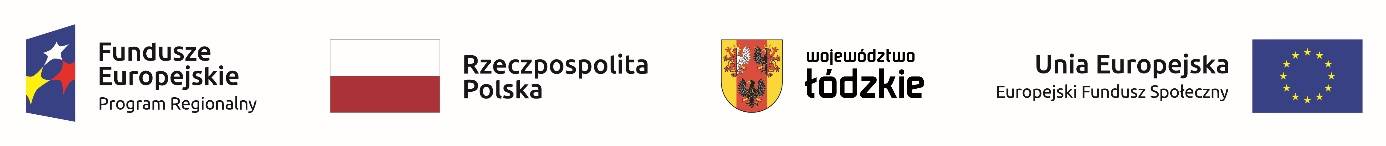 Fundusze
Europejskie
Program Regionalny
Rzeczpospolita
Polska
województwo
łódzkie
Unia Europejska
Europejski Fundusz Społeczny